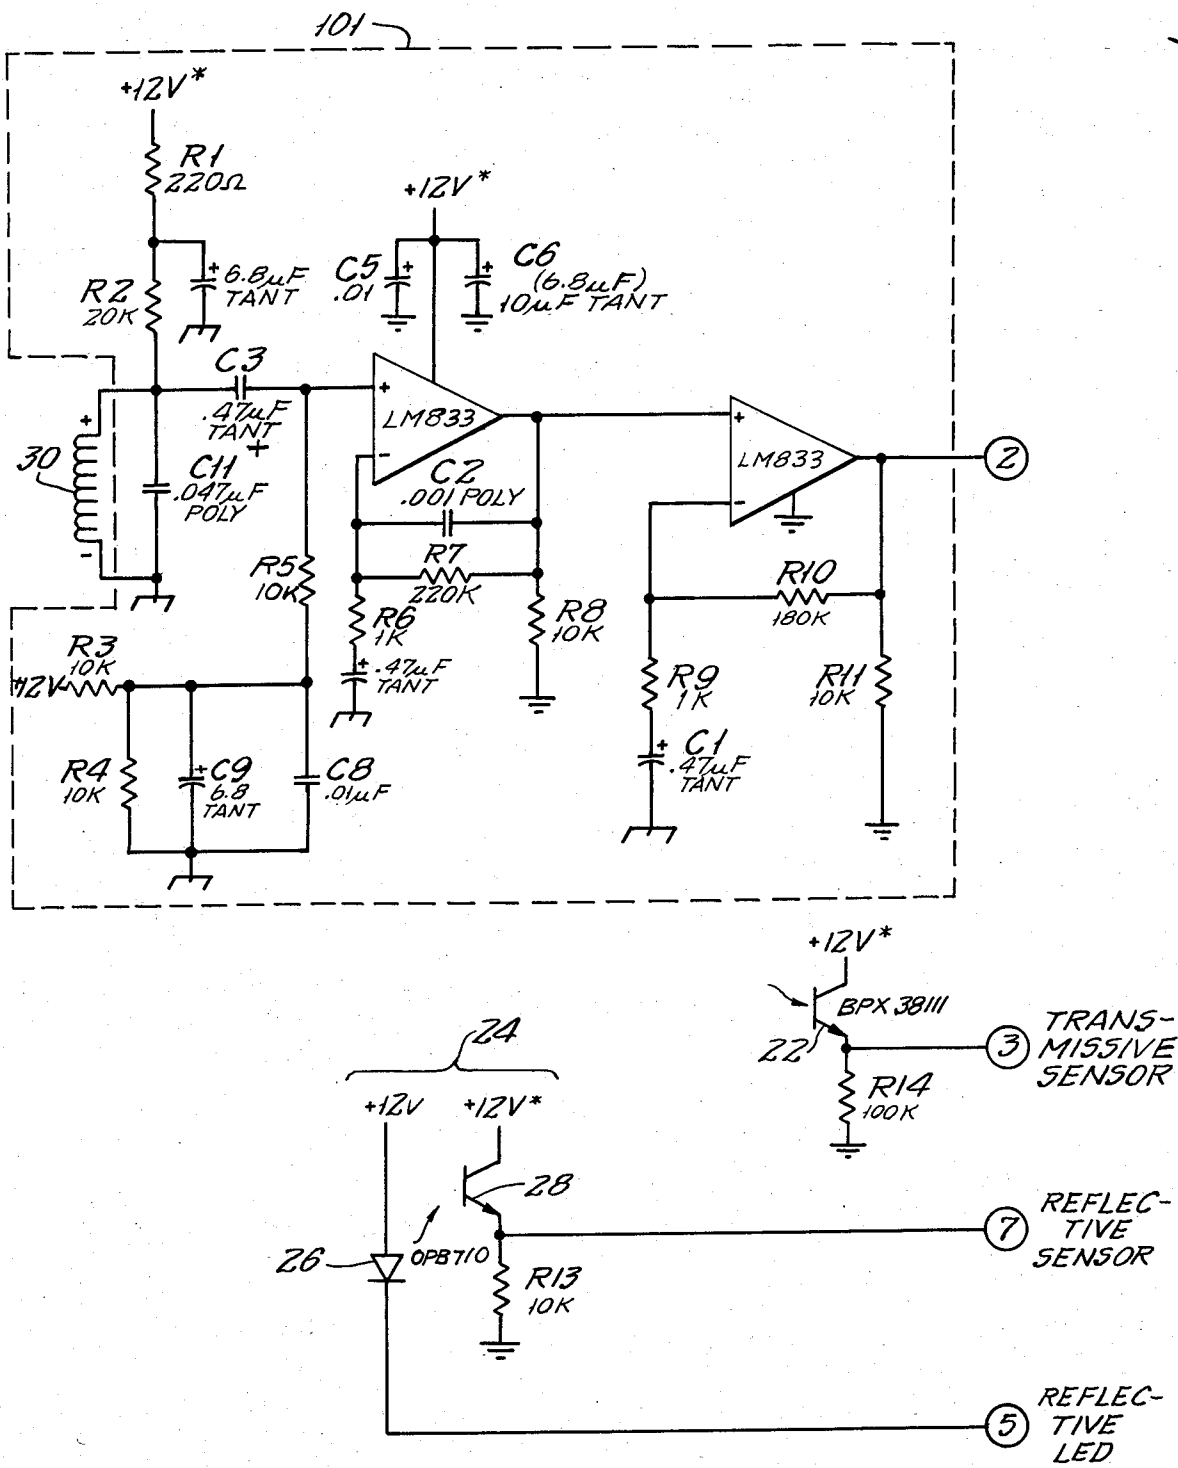 101
+12V*
R1
220Ω
+12V*
+
6.8µF
TANT
R2
20K
C5
.01
+
+
C6
(6.8µF)
10µF TANT
C3
.47µF
TANT
+
30
+
-
C11
.047µF
POLY
+
LM833
-
C2
.001 POLY
R7
220K
+
LM833
-
2
R5
10K
R6
1K
+
.47µF
TANT
R8
10K
R10
180K
R3
10K
+12V
R9
1K
R11
10K
+
C1
.47µF
TANT
R4
10K
+
C9
6.8
TANT
C8
.01µF
+12V*
BPX 38III
22
3
TRANS-
MISSIVE
SENSOR
R14
100K
24
+12V
+12V*
28
OPB710
26
R13
10K
7
REFLEC-
TIVE
SENSOR
5
REFLEC-
TIVE
LED